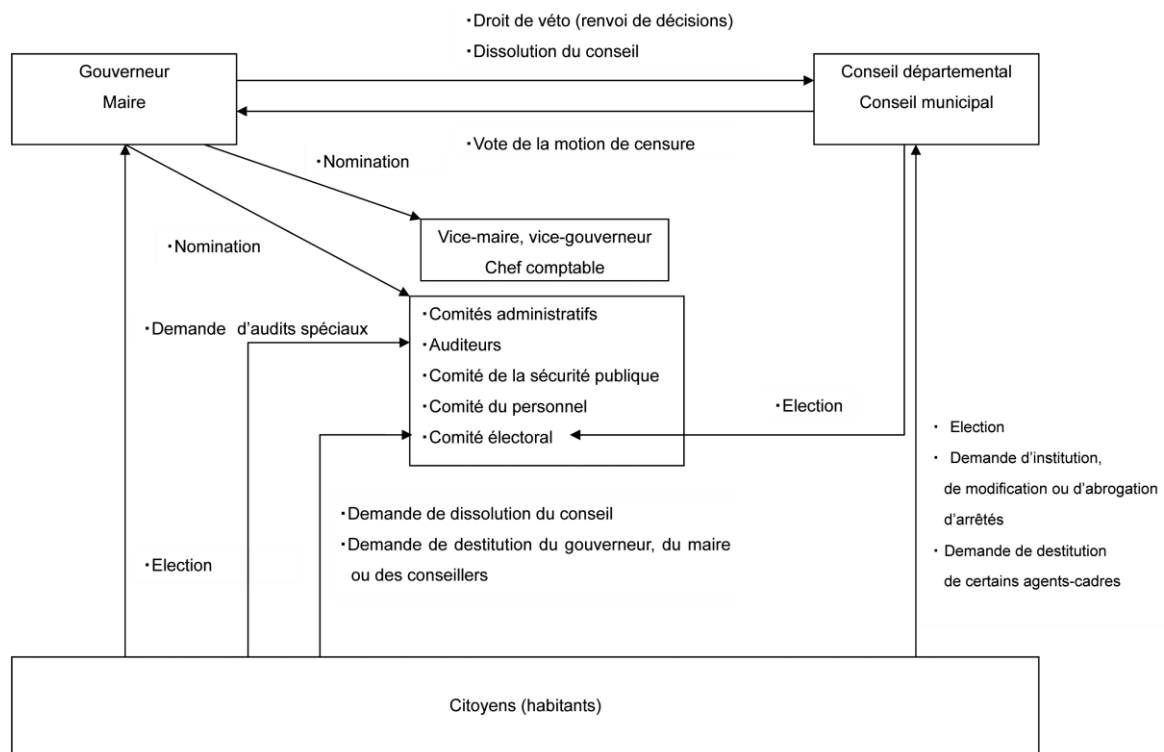 ・Droit de véto (renvoi de décisions)
・Dissolution du conseil
Gouverneur
Maire
Conseil départemental
Conseil municipal
・Vote de la motion de censure
・Nomination
・Nomination
Vice-maire, vice-gouverneur
Chef comptable
・Demande d'audits spéciaux
・Comités administratifs
・Auditeurs
・Comité de la sécurité publique
・Comité du personnel
・Comité électoral
・Election
・Election
・Demande d'institution,
de modification ou d'abrogation
d'arrêtés
・Demande de destitution
de certains agents-cadres
・Demande de dissolution du conseil
・Demande de destitution du gouverneur, du maire
ou des conseillers
・Election
Citoyens (habitants)